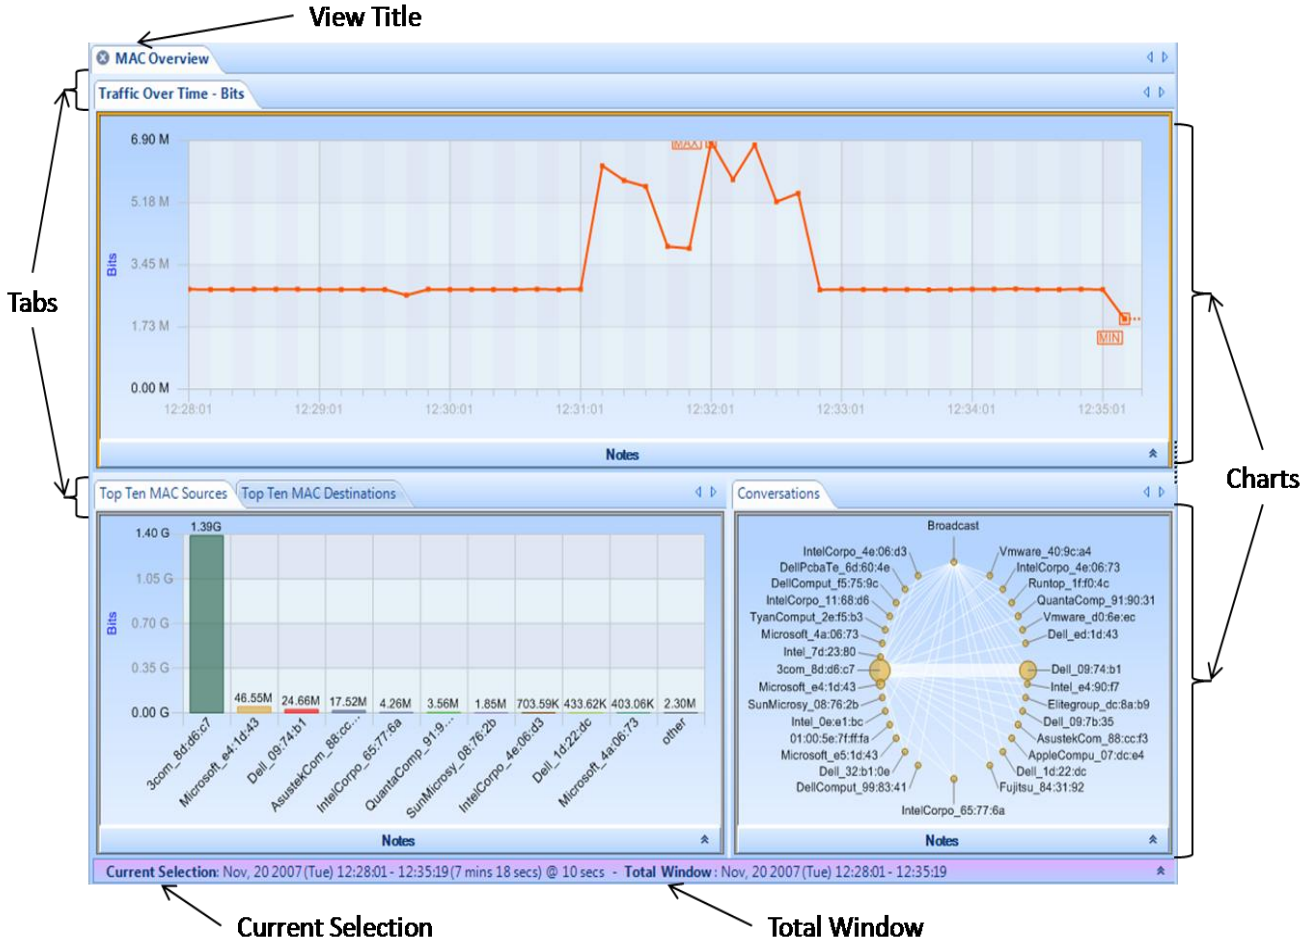 View Title
MAC Overview
Traffic Over Time - Bits
6.90 M
MAX
5.18 M
Bits
3.45 M
Tabs
1.73 M
MIN
0.00 M
12:28:01 12:29:01 12:30:01 12:31:01 12:32:01 12:33:01 12:34:01 12:35:01
Notes
Charts
Top Ten MAC Sources Top Ten MAC Destinations
1.40 G
1.39G
1.05 G
Bits
0.70 G
0.35 G
0.00 G
46.55M 24.66M 17.52M 4.26M 3.56M 1.85M 703.59K 433.62K 403.06K 2.30M
3com_8d:d6:c7
Microsoft_e4:1d:43
Dell_09:74:b1
AsustekCom_88:cc...
IntelCorpo_65:77:6a
QuantaComp_91:9...
SunMicrosy_08:76:2b
IntelCorpo_4e:06:d3
Dell_1d:22:dc
Microsoft_4a:06:73
other
Notes
Conversations
Broadcast
IntelCorpo_4e:06:d3 Vmware_40:9c:a4
DellPcbaTe_6d:60:4e IntelCorpo_4e:06:73
DellComput_f5:75:9c Runtop_1f:f0:4c
IntelCorpo_11:68:d6 QuantaComp_91:90:31
TyanComput_2e:f5:b3 Vmware_d0:6e:ec
Microsoft_4a:06:73 Dell_ed:1d:43
Intel_7d:23:80
3com_8d:d6:c7 Dell_09:74:b1
Microsoft_e4:1d:43 Intel_e4:90:f7
SunMicrosy_08:76:2b Elitegroup_dc:8a:b9
Intel_0e:e1:bc Dell_09:7b:35
01:00:5e:7f:ff:fa AsustekCom_88:cc:f3
Microsoft_e5:1d:43 AppleCompu_07:dc:e4
Dell_32:b1:0e Dell_1d:22:dc
DellComput_99:83:41 Fujitsu_84:31:92
IntelCorpo_65:77:6a
Notes
Current Selection: Nov, 20 2007 (Tue) 12:28:01 - 12:35:19 (7 mins 18 secs) @ 10 secs - Total Window : Nov, 20 2007 (Tue) 12:28:01 - 12:35:19
Current Selection
Total Window